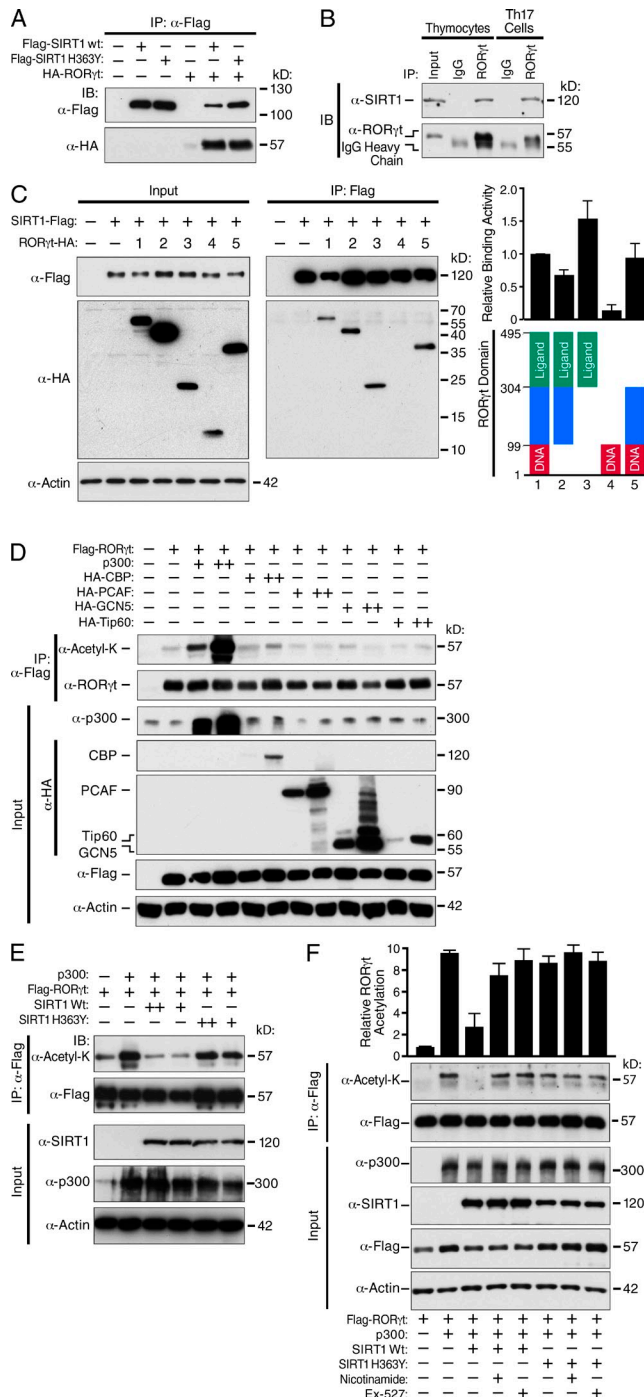 A
IP: α-Flag
Flag-SIRT1 wt: – + – – + –
Flag-SIRT1 H363Y: – – + – – +
HA-RORγt: – – – + + +
kD:
IB:
α-Flag
130
100
α-HA
57
B
Thymocytes
Th17 Cells
IP: Input IgG RORγt IgG RORγt
kD:
IB
α-SIRT1
120
α-RORγt
IgG Heavy Chain
57
55
C
Input
IP: Flag
SIRT1-Flag: – + + + + + + – + + + + + +
RORγt-HA: – – 1 2 3 4 5 – – 1 2 3 4 5
kD:
α-Flag
120
α-HA
70
55
40
35
25
15
10
α-Actin
42
Relative Binding Activity
2.0
1.5
1.0
0.5
0
RORγt Domain
495
304
99
1
Ligand
Ligand
Ligand
DNA
DNA
DNA
1 2 3 4 5
D
Flag-RORγt: – + + + + + + + + + + +
p300: – – + ++ – – – – – – – –
HA-CBP: – – – – + ++ – – – – – –
HA-PCAF: – – – – – – + ++ – – – –
HA-GCN5: – – – – – – – – + ++ – –
HA-Tip60: – – – – – – – – – – + ++
kD:
IP: α-Flag
α-Acetyl-K
57
α-RORγt
57
Input
α-p300
300
α-HA
CBP
120
PCAF
90
Tip60
GCN5
60
55
α-Flag
57
α-Actin
42
E
p300: – + + + + +
Flag-RORγt: + + + + + +
SIRT1 Wt: – – ++ + – –
SIRT1 H363Y: – – – – ++ +
kD:
IB:
IP: α-Flag
α-Acetyl-K
57
α-Flag
57
Input
α-SIRT1
120
α-p300
300
α-Actin
42
F
Relative RORγt Acetylation
10
8
6
4
2
0
kD:
IP: α-Flag
α-Acetyl-K
57
α-Flag
57
Input
α-p300
300
α-SIRT1
120
α-Flag
57
α-Actin
42
Flag-RORγt: + + + + + + + +
p300: – + + + + + + +
SIRT1 Wt: – – + + + – – –
SIRT1 H363Y: – – – – – + + +
Nicotinamide: – – – + – – + –
Ex-527: – – – – + – – +